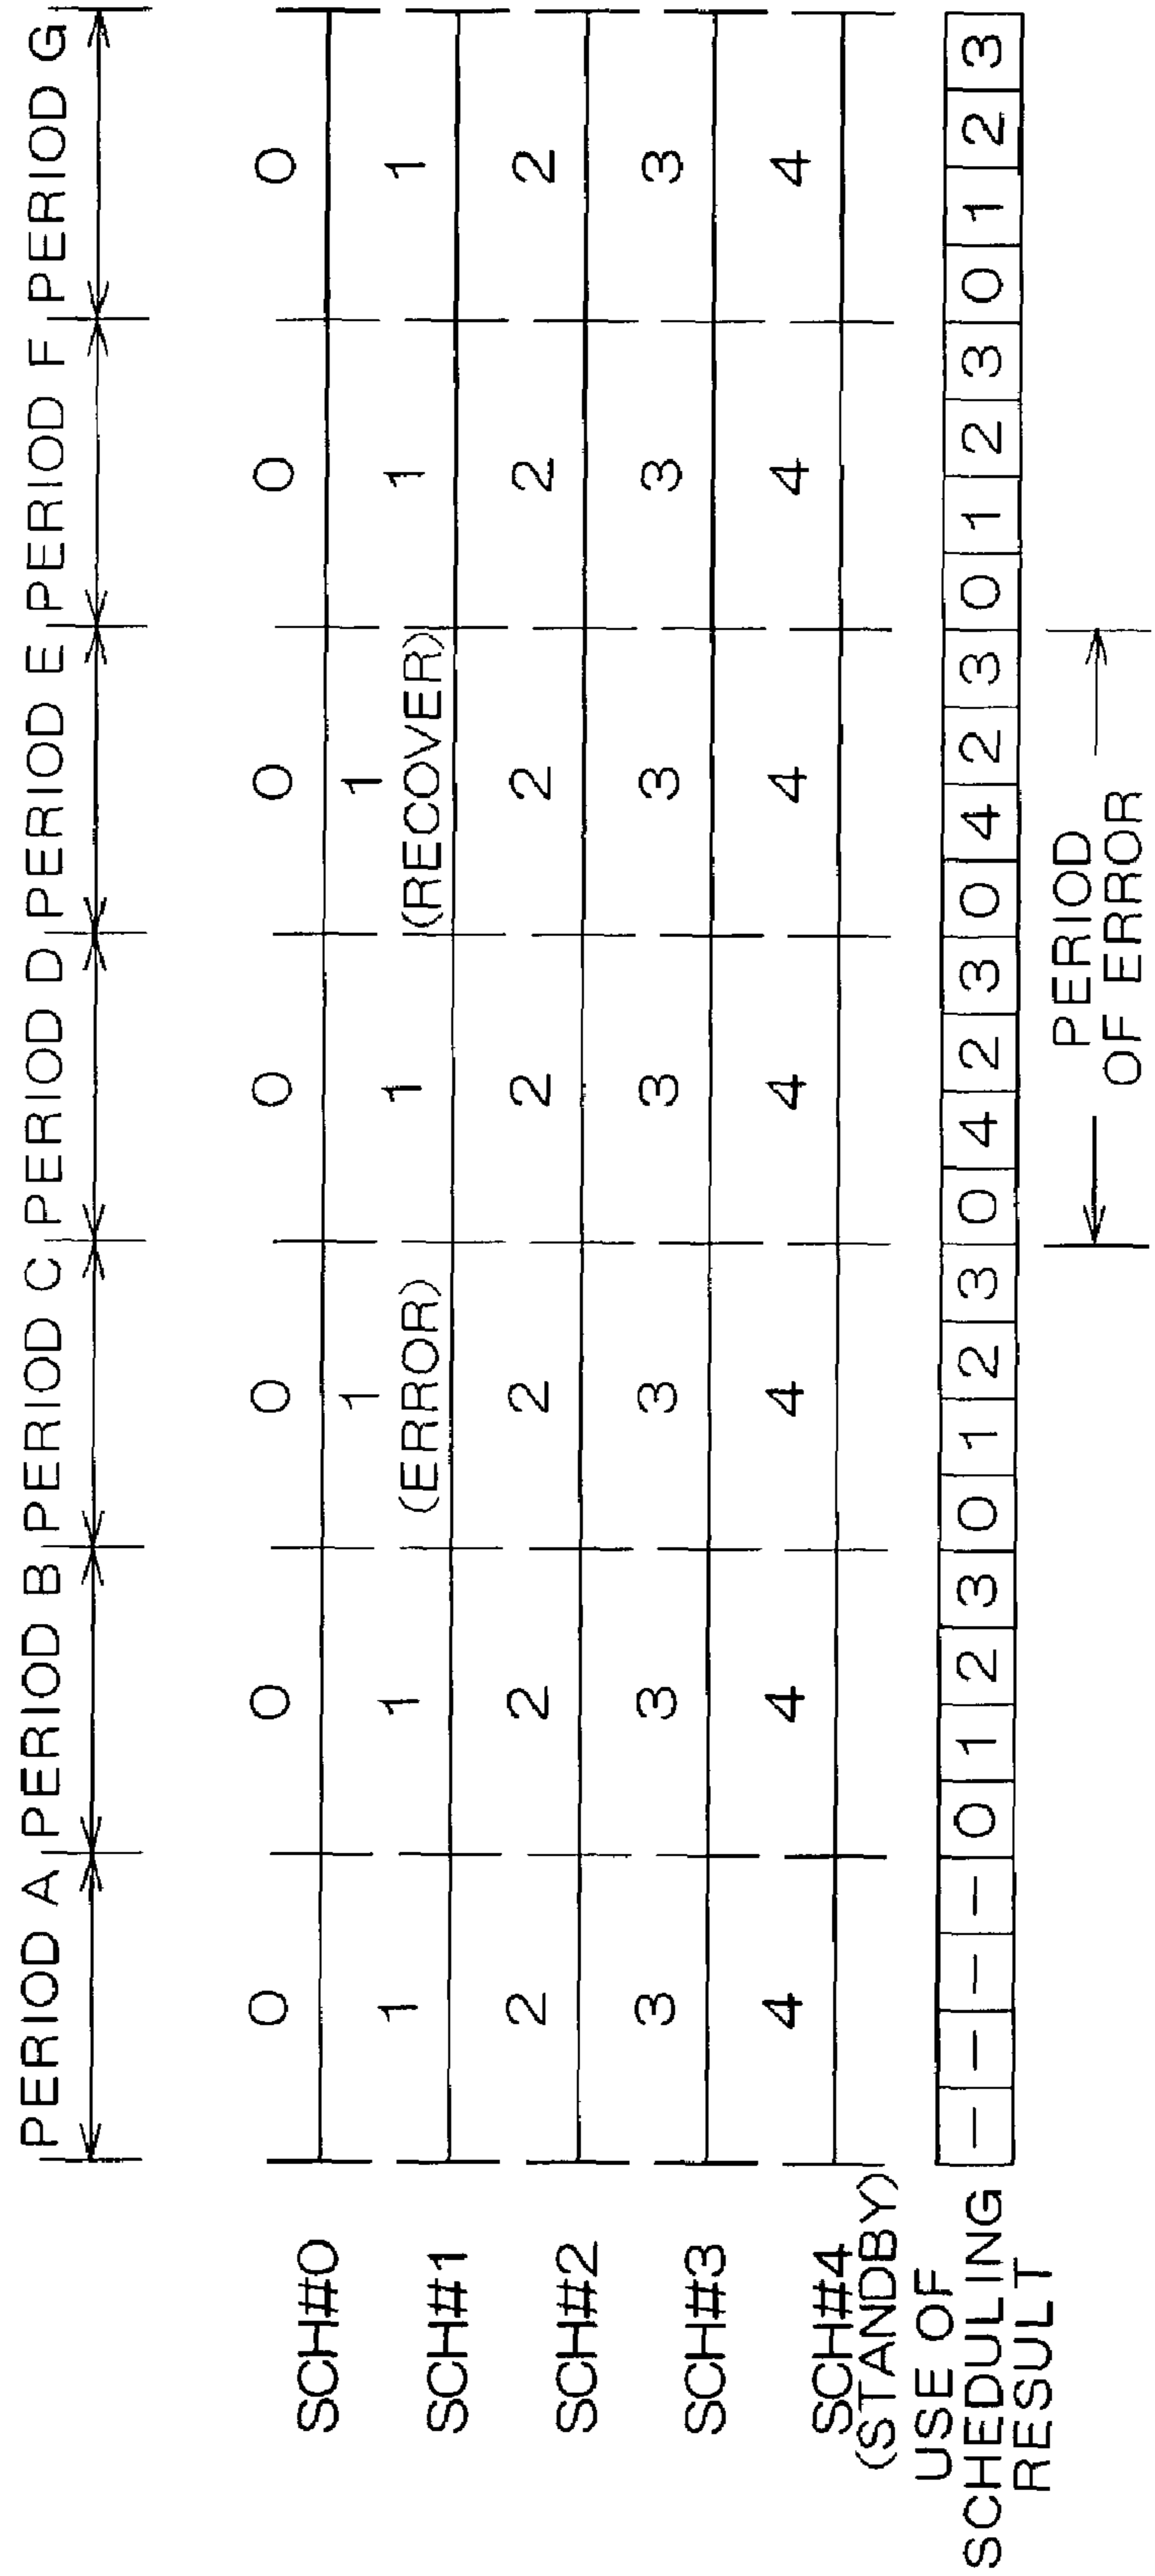 PERIOD A PERIOD B PERIOD C PERIOD D PERIOD E PERIOD F PERIOD G
SCH#0 0 0 0 0 0 0 0
SCH#1 1 1 1 1 1 1 1
(ERROR) (RECOVER)
SCH#2 2 2 2 2 2 2 2
SCH#3 3 3 3 3 3 3 3
SCH#4 4 4 4 4 4 4 4
(STANDBY)
USE OF
SCHEDULING – – – – 0 1 2 3 0 1 2 3 0 4 2 3 0 4 2 3 0 1 2 3 0 1 2 3
RESULT
PERIOD
OF ERROR